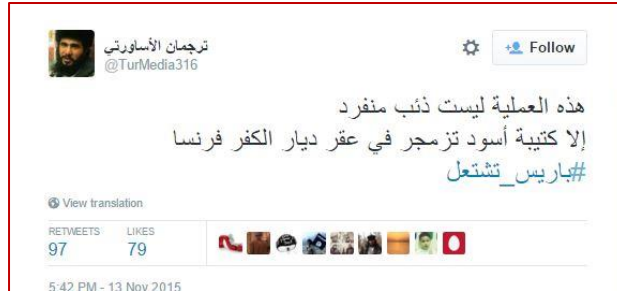 ترجمان الأساورتي
@TurMedia316
Follow
هذه العملية ليست ذئب منفرد
إلا كتيبة أسود تزمجر في عقر ديار الكفر فرنسا
#باريس_تشتعل
View translation
RETWEETS LIKES
97 79
5:42 PM - 13 Nov 2015